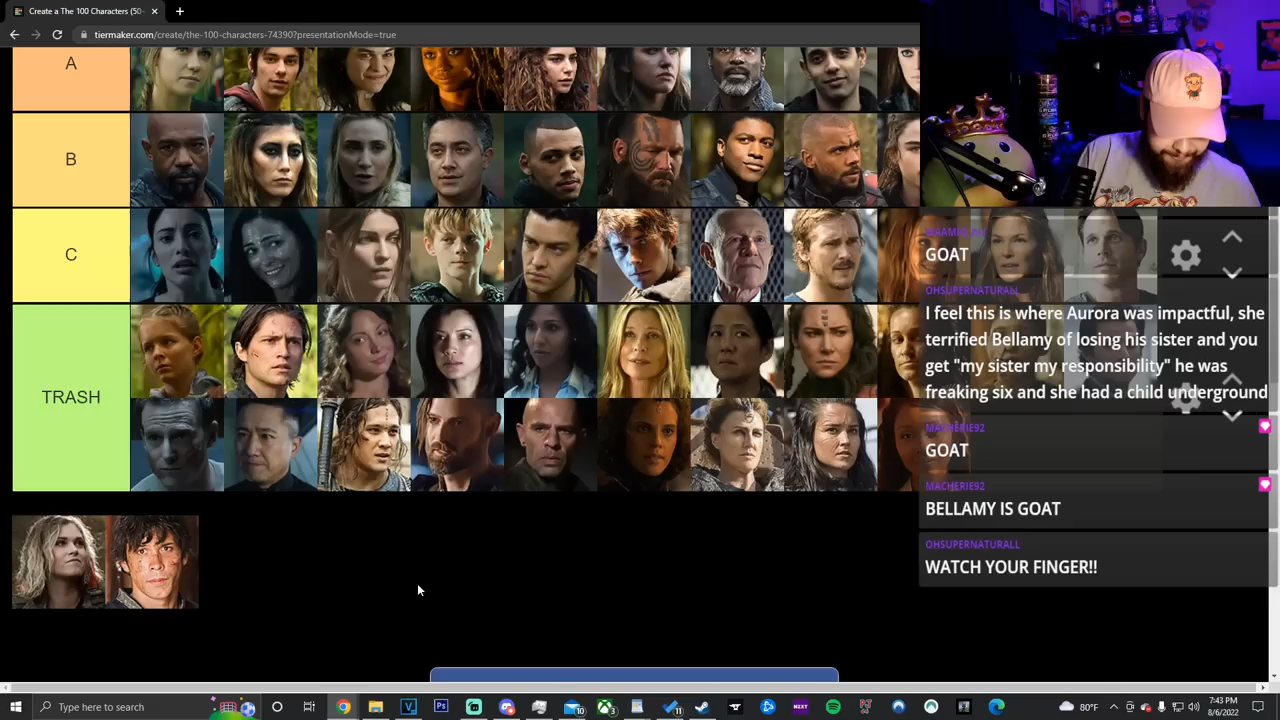 Create a The 100 Characters (50+
tiermaker.com/create/the-100-characters-74390?presentationMode=true
A
B
C
TRASH
GOAT
OHSUPERNATURALL
I feel this is where Aurora was impactful, she
terrified Bellamy of losing his sister and you
get "my sister my responsibility" he was
freaking six and she had a child underground
MACHERIE92
GOAT
MACHERIE92
BELLAMY IS GOAT
OHSUPERNATURALL
WATCH YOUR FINGER!!
Type here to search
80°F
7:43 PM
8/6/2022